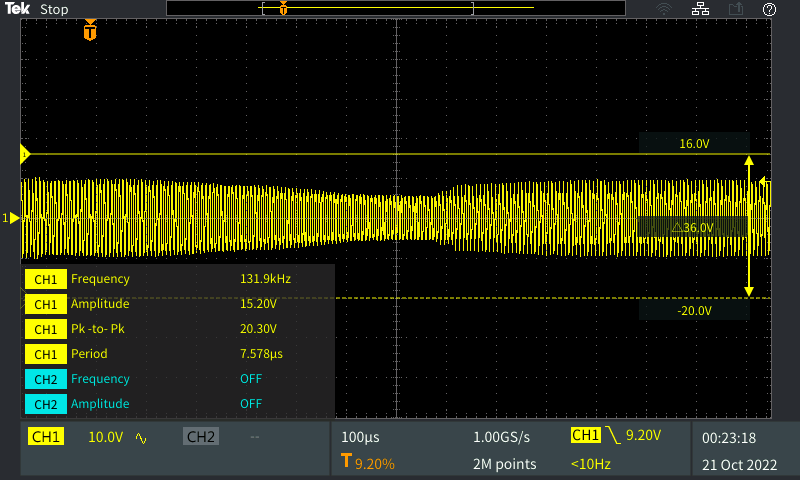 Tek Stop
T
T
1
16.0V
1
△36.0V
-20.0V
CH1 Frequency 131.9kHz
CH1 Amplitude 15.20V
CH1 Pk -to- Pk 20.30V
CH1 Period 7.578µs
CH2 Frequency OFF
CH2 Amplitude OFF
CH1 10.0V CH2 -- 100µs 1.00GS/s CH1 9.20V 00:23:18
T 9.20% 2M points <10Hz 21 Oct 2022